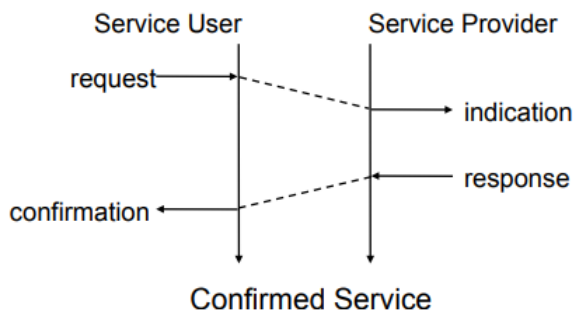 Service User
Service Provider
request
indication
response
confirmation
Confirmed Service